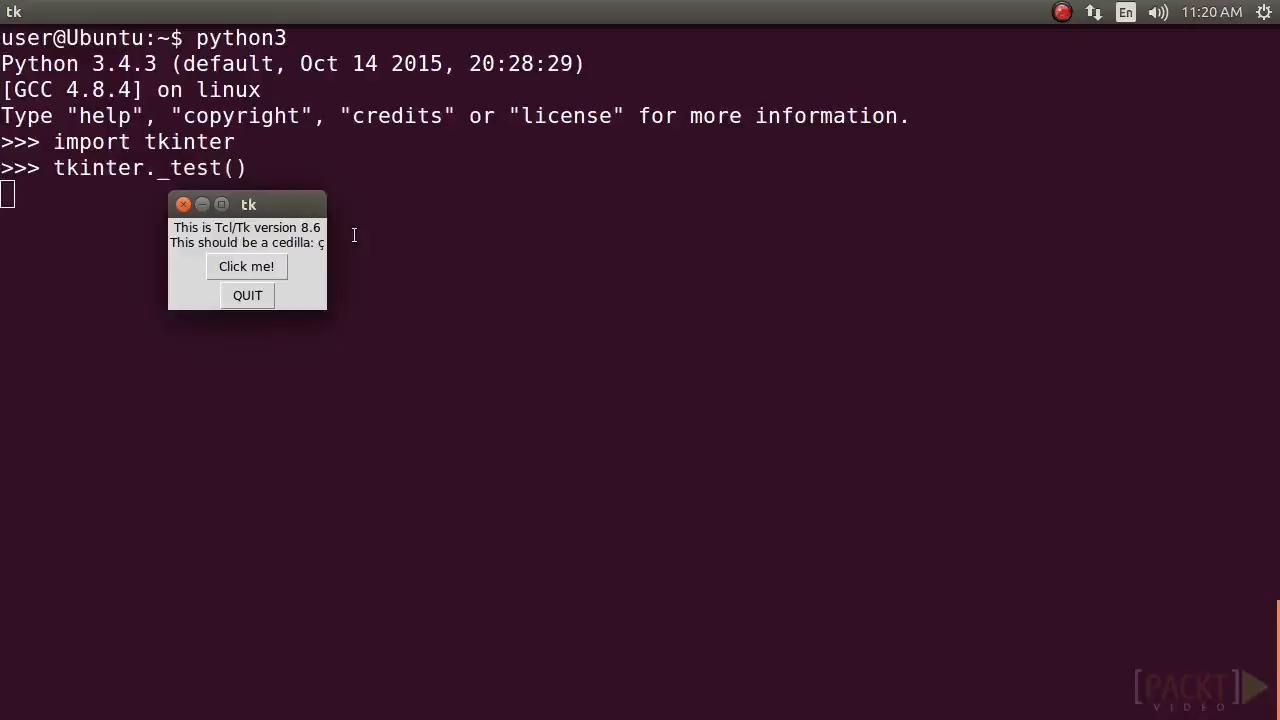 tk
En
11:20 AM
user@Ubuntu:~$ python3
Python 3.4.3 (default, Oct 14 2015, 20:28:29)
[GCC 4.8.4] on linux
Type "help", "copyright", "credits" or "license" for more information.
>>> import tkinter
>>> tkinter._test()
tk
This is Tcl/Tk version 8.6
This should be a cedilla: ç
Click me!
QUIT
[PACKT]
VIDEO